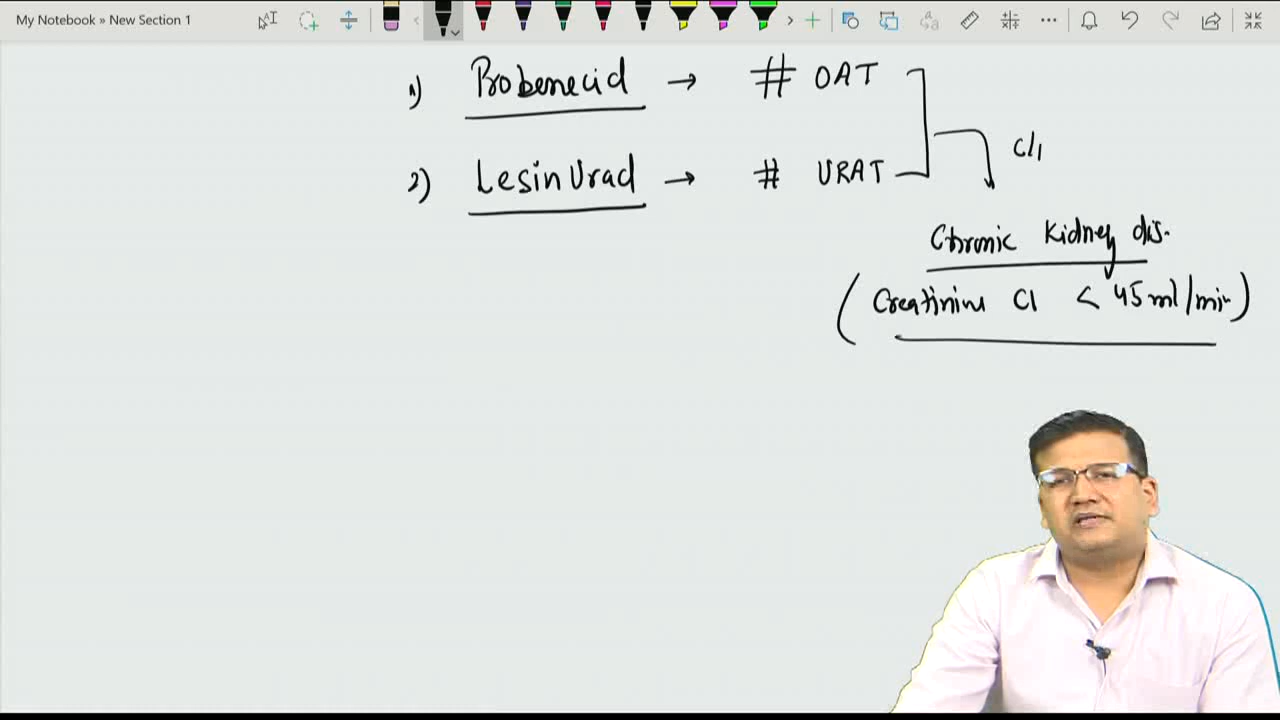 My Notebook » New Section 1
1) Probenecid → # OAT
2) Lesinurad → # URAT
C/I
Chronic Kidney dis.
(Creatinine Cl < 45 ml/min)